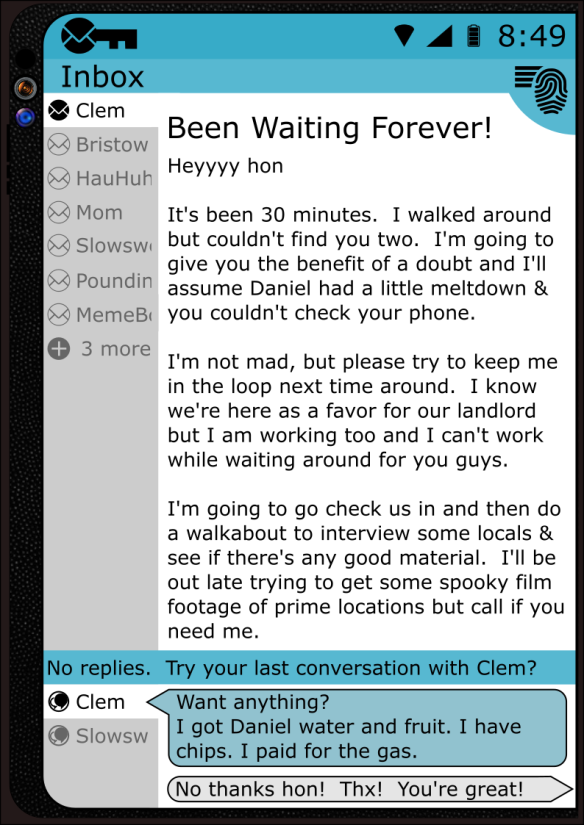 8:49
Inbox
Clem
Bristow
HauHuh
Mom
Slowsw
Poundin
MemeB
3 more
Been Waiting Forever!
Heyyyy hon
It's been 30 minutes.  I walked around
but couldn't find you two.  I'm going to
give you the benefit of a doubt and I'll
assume Daniel had a little meltdown &
you couldn't check your phone.
I'm not mad, but please try to keep me
in the loop next time around.  I know
we're here as a favor for our landlord
but I am working too and I can't work
while waiting around for you guys.
I'm going to go check us in and then do
a walkabout to interview some locals &
see if there's any good material.  I'll be
out late trying to get some spooky film
footage of prime locations but call if you
need me.
No replies.  Try your last conversation with Clem?
Clem
Slowsw
Want anything?
I got Daniel water and fruit. I have
chips. I paid for the gas.
No thanks hon!  Thx!  You're great!